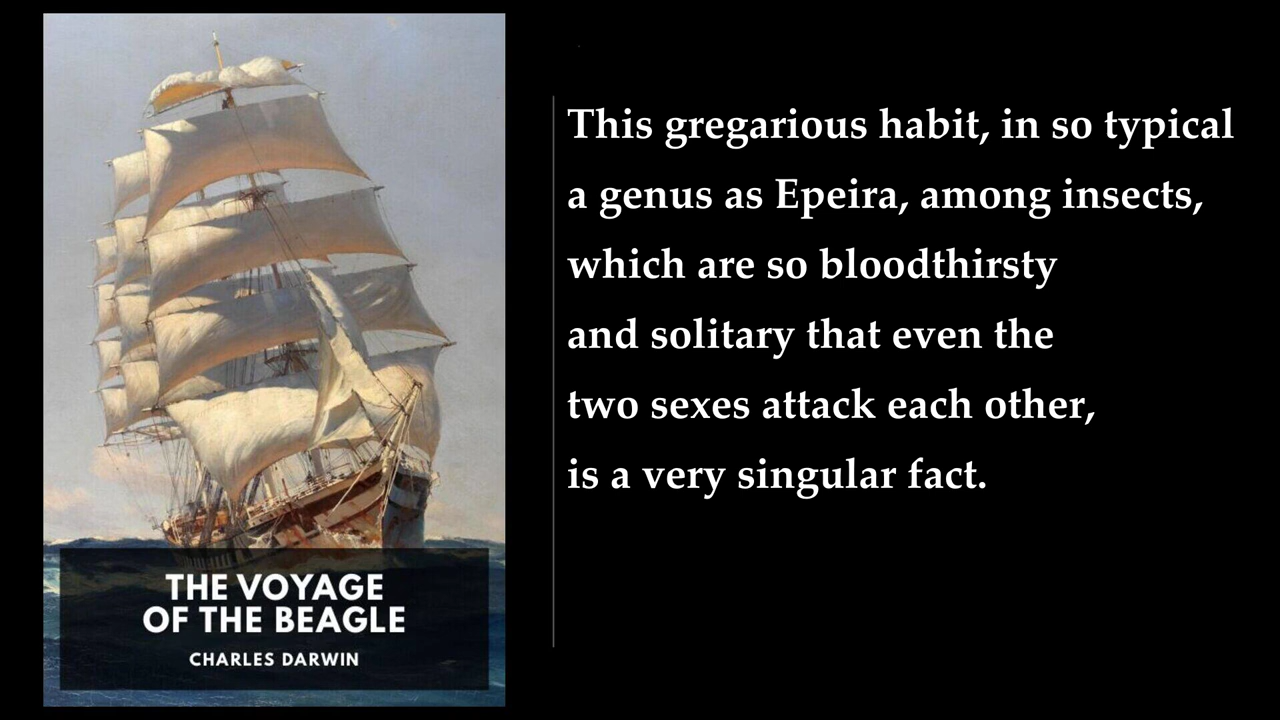 THE VOYAGE
OF THE BEAGLE
CHARLES DARWIN
This gregarious habit, in so typical
a genus as Epeira, among insects,
which are so bloodthirsty
and solitary that even the
two sexes attack each other,
is a very singular fact.